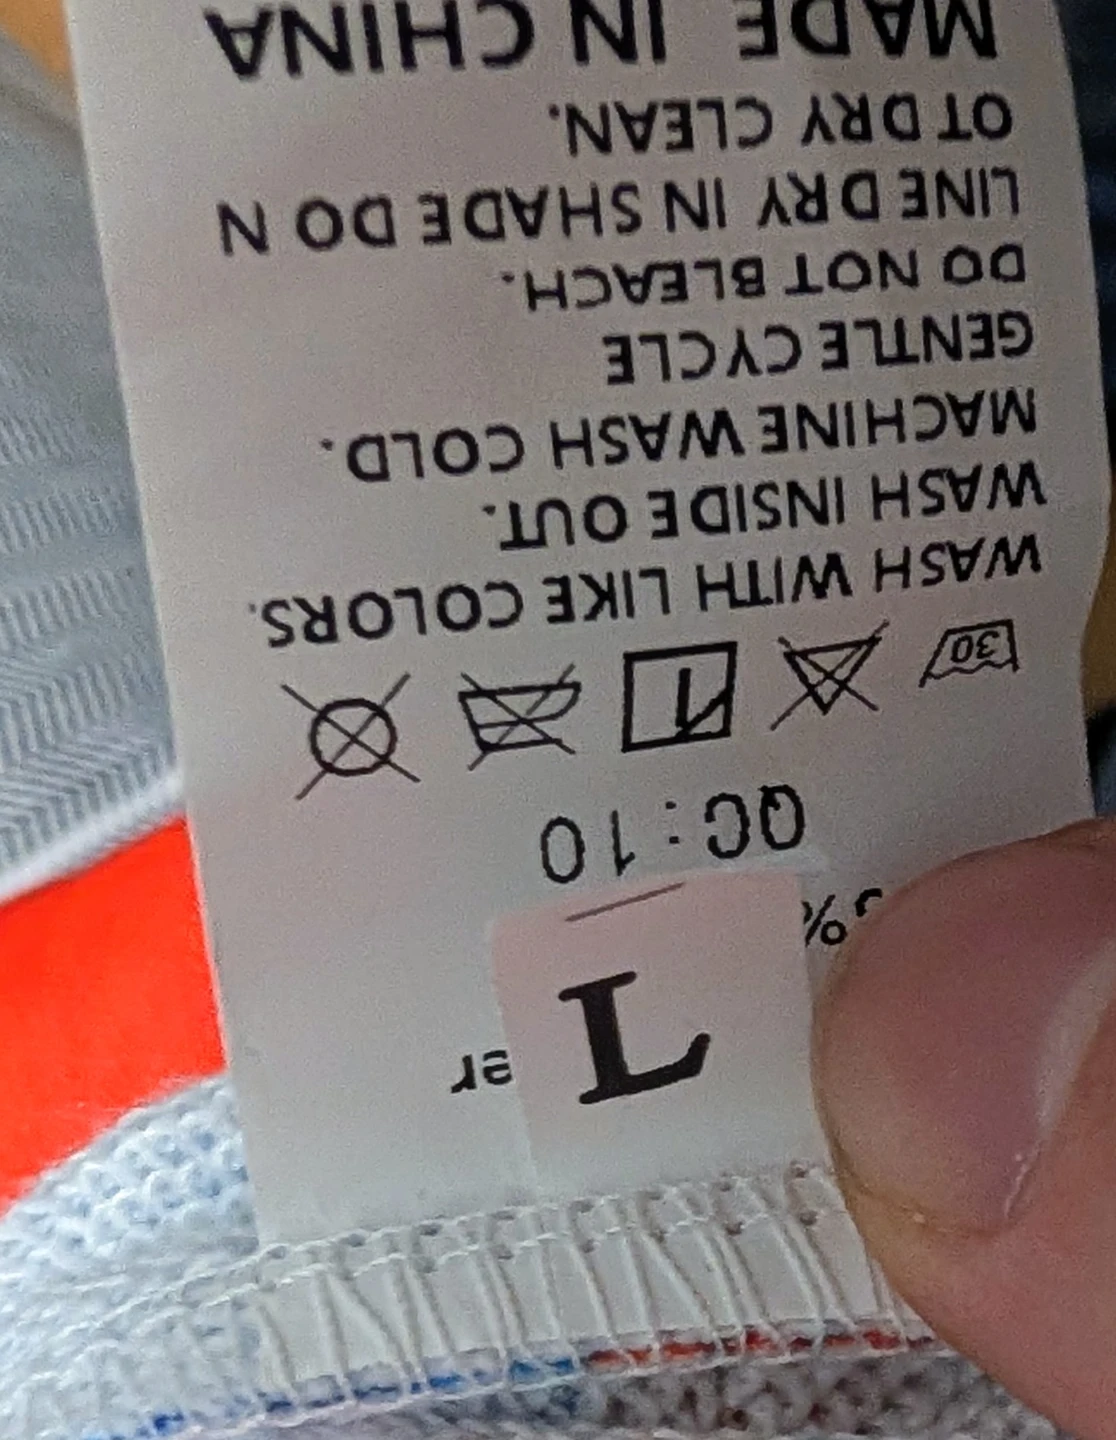 L
er
%
QC:10
30
WASH WITH LIKE COLORS.
WASH INSIDE OUT.
MACHINE WASH COLD.
GENTLE CYCLE
DO NOT BLEACH.
LINE DRY IN SHADE DO N
OT DRY CLEAN.
MADE IN CHINA